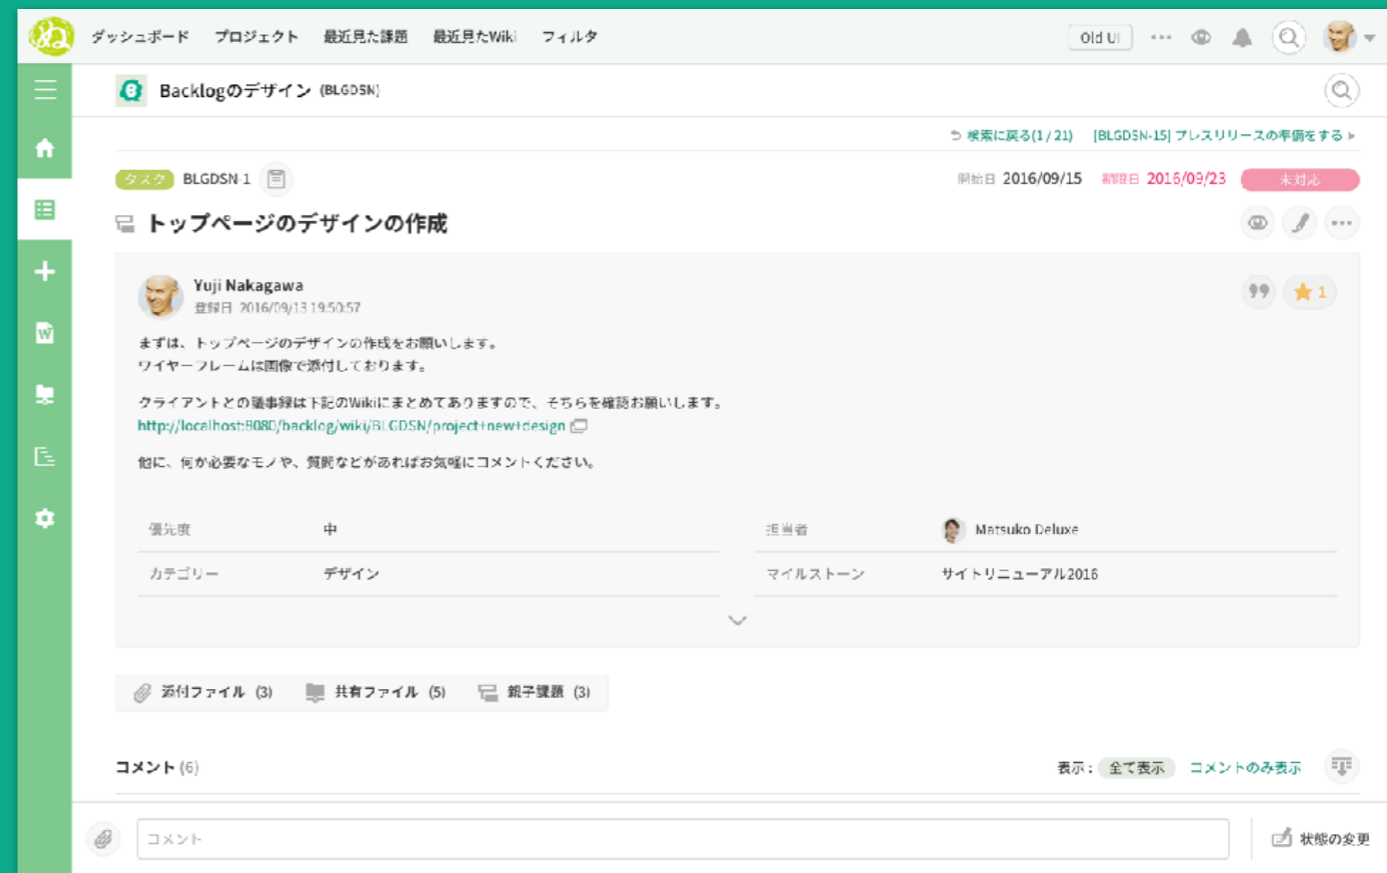 ぬ
ダッシュボード プロジェクト 最近見た課題 最近見たWiki フィルタ Old UI
Backlogのデザイン (BLGDSN)
検索に戻る(1 / 21) [BLGDSN-15] プレスリリースの準備をする
タスク BLGDSN-1 開始日 2016/09/15 期限日 2016/09/23 未対応
トップページのデザインの作成
Yuji Nakagawa
登録日 2016/09/13 19:50:57
1
まずは、トップページのデザインの作成をお願いします。
ワイヤーフレームは画像で添付しております。
クライアントとの議事録は下記のWikiにまとめてありますので、そちらを確認お願いします。
http://localhost:8080/backlog/wiki/BLGDSN/project+new+design
他に、何か必要なモノや、質問などがあればお気軽にコメントください。
優先度 中 担当者 Matsuko Deluxe
カテゴリー デザイン マイルストーン サイトリニューアル2016
添付ファイル (3) 共有ファイル (5) 親子課題 (3)
コメント (6) 表示 : 全て表示 コメントのみ表示
コメント 状態の変更